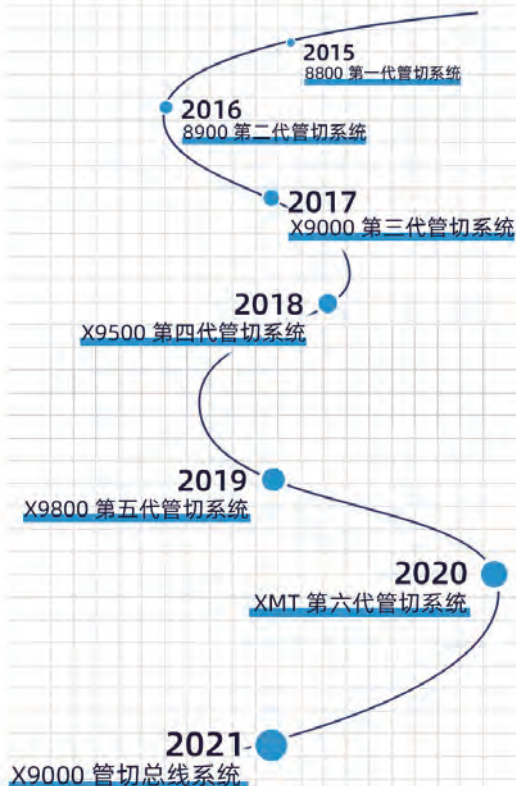 2015
8800 第一代管切系统
2016
8900 第二代管切系统
2017
X9000 第三代管切系统
2018
X9500 第四代管切系统
2019
X9800 第五代管切系统
2020
XMT 第六代管切系统
2021
X9000 管切总线系统